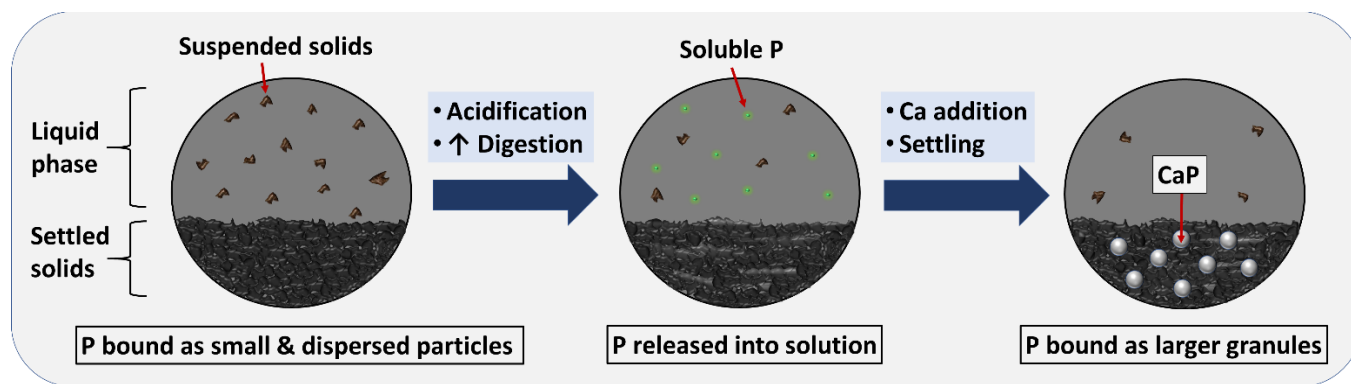 Suspended solids
Liquid
phase
Settled
solids
P bound as small & dispersed particles
• Acidification
• ↑ Digestion
Soluble P
P released into solution
• Ca addition
• Settling
CaP
P bound as larger granules